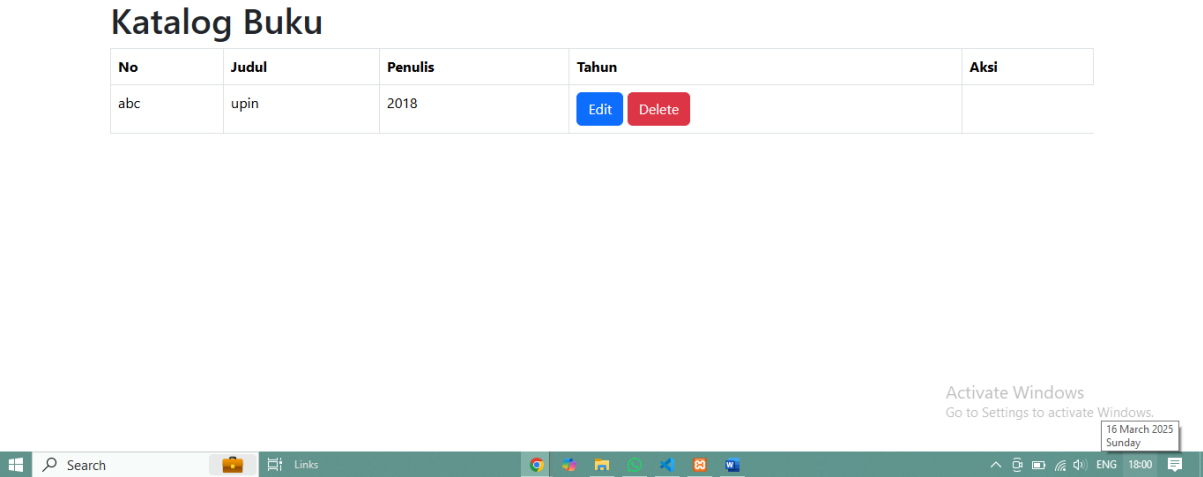 Katalog Buku
No Judul Penulis Tahun Aksi
abc upin 2018 Edit Delete
Activate Windows
Go to Settings to activate Windows.
16 March 2025
Sunday
Search Links ENG 18:00